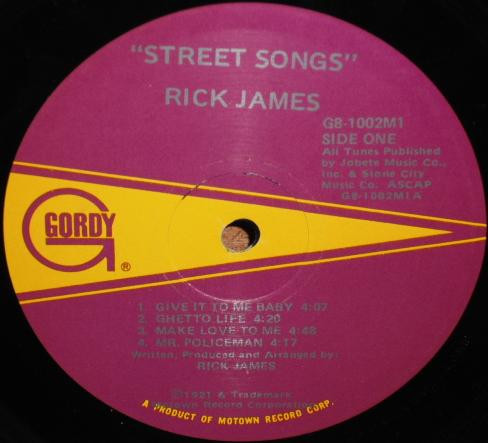 "STREET SONGS"
RICK JAMES
G8-1002M1
SIDE ONE
All Tunes Published
by Jobete Music Co.,
Inc. & Stone City
Music Co. ASCAP
G8-1002M1A
GORDY
G
®
1. GIVE IT TO ME BABY 4:07
2. GHETTO LIFE 4:20
3. MAKE LOVE TO ME 4:48
4. MR. POLICEMAN 4:17
Written, Produced and Arranged by:
RICK JAMES
Ⓟ1981 & Trademark
Motown Record Corporation
A PRODUCT OF MOTOWN RECORD CORP.